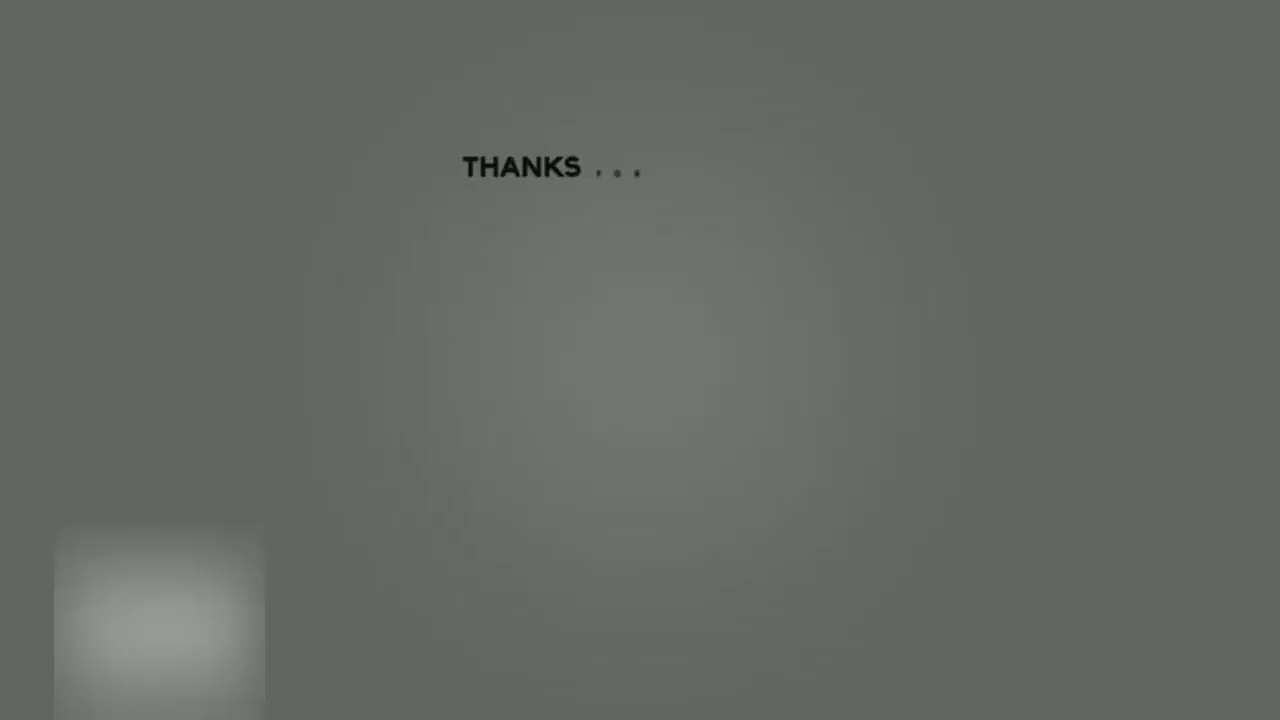 THANKS . . .